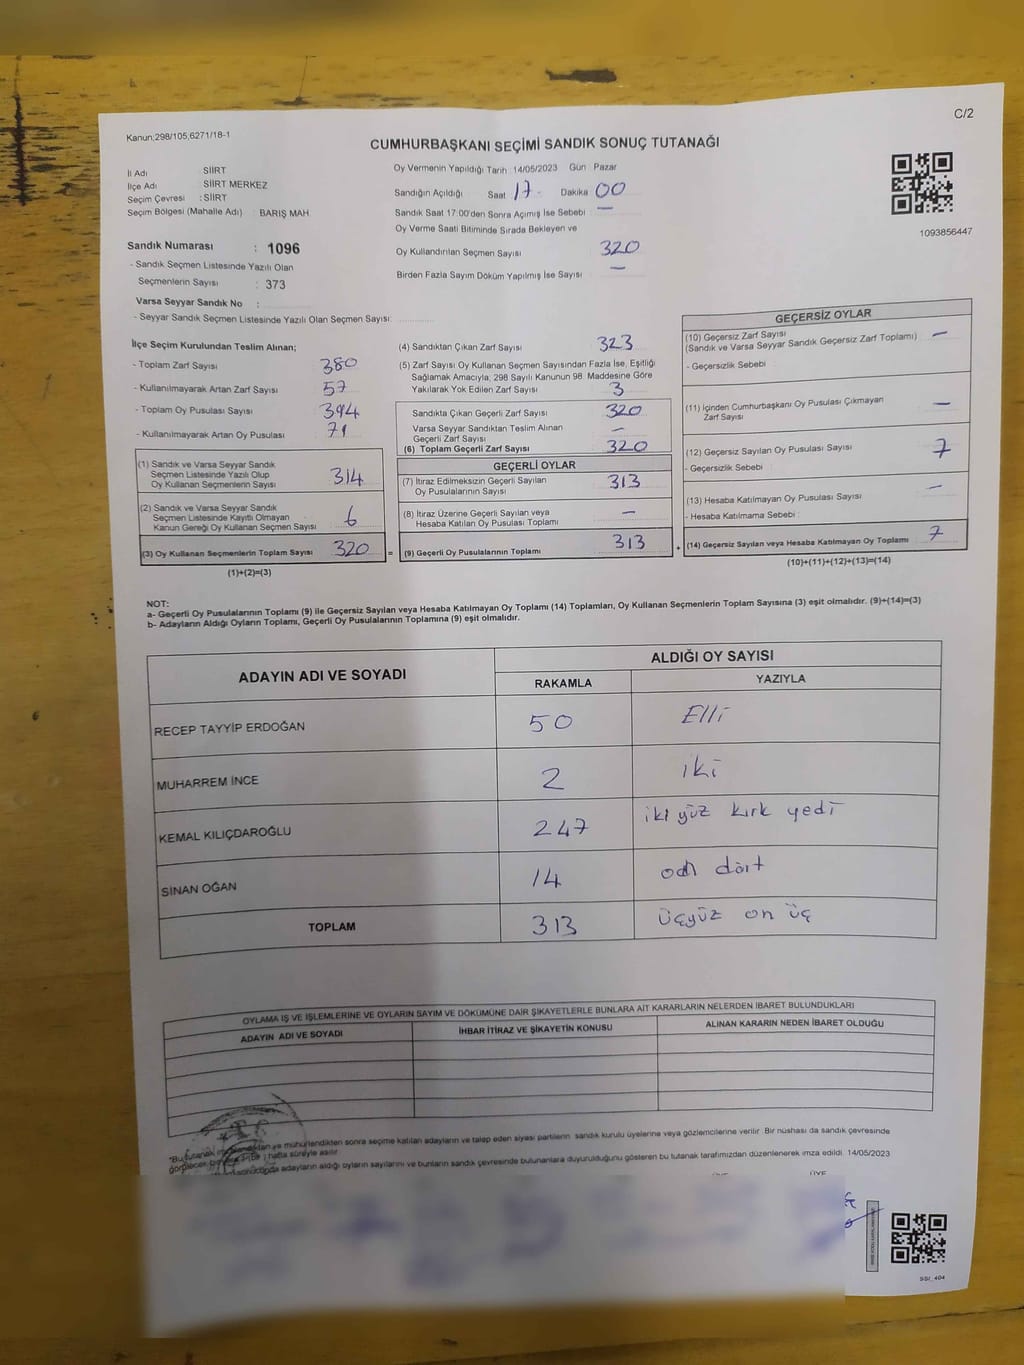 C/2
Kanun;298/105,6271/18-1
CUMHURBAŞKANI SEÇİMİ SANDIK SONUÇ TUTANAĞI
İl Adı SİİRT
İlçe Adı SİİRT MERKEZ
Seçim Çevresi : SİİRT
Seçim Bölgesi (Mahalle Adı) : BARIŞ MAH.
Oy Vermenin Yapıldığı Tarih 14/05/2023 Gün Pazar
Sandığın Açıldığı Saat 17- Dakika 00
Sandık Saat 17:00'den Sonra Açımış İse Sebebi —
Oy Verme Saati Bitiminde Sırada Bekleyen ve
Oy Kullandırılan Seçmen Sayısı 320
Birden Fazla Sayım Döküm Yapılmış İse Sayısı —
1093856447
Sandık Numarası : 1096
- Sandık Seçmen Listesinde Yazılı Olan
Seçmenlerin Sayısı : 373
Varsa Seyyar Sandık No :
- Seyyar Sandık Seçmen Listesinde Yazılı Olan Seçmen Sayısı:
İlçe Seçim Kurulundan Teslim Alınan;
- Toplam Zarf Sayısı 380
- Kullanılmayarak Artan Zarf Sayısı 57
- Toplam Oy Pusulası Sayısı 394
- Kullanılmayarak Artan Oy Pusulası 71
(1) Sandık ve Varsa Seyyar Sandık
Seçmen Listesinde Yazılı Olup
Oy Kullanan Seçmenlerin Sayısı 314
(2) Sandık ve Varsa Seyyar Sandık
Seçmen Listesinde Kayıtlı Olmayan
Kanun Gereği Oy Kullanan Seçmen Sayısı 6
(3) Oy Kullanan Seçmenlerin Toplam Sayısı 320
(1)+(2)=(3)
(4) Sandıktan Çıkan Zarf Sayısı 323
(5) Zarf Sayısı Oy Kullanan Seçmen Sayısından Fazla İse, Eşitliği
Sağlamak Amacıyla, 298 Sayılı Kanunun 98. Maddesine Göre
Yakılarak Yok Edilen Zarf Sayısı 3
Sandıkta Çıkan Geçerli Zarf Sayısı 320
Varsa Seyyar Sandıktan Teslim Alınan
Geçerli Zarf Sayısı —
(6) Toplam Geçerli Zarf Sayısı 320
GEÇERLİ OYLAR
(7) İtiraz Edilmeksizin Geçerli Sayılan
Oy Pusulalarının Sayısı 313
(8) İtiraz Üzerine Geçerli Sayılan veya
Hesaba Katılan Oy Pusulası Toplamı —
= (9) Geçerli Oy Pusulalarının Toplamı 313 +
GEÇERSİZ OYLAR
(10) Geçersiz Zarf Sayısı
(Sandık ve Varsa Seyyar Sandık Geçersiz Zarf Toplamı) —
- Geçersizlik Sebebi
(11) İçinden Cumhurbaşkanı Oy Pusulası Çıkmayan
Zarf Sayısı —
(12) Geçersiz Sayılan Oy Pusulası Sayısı 7
- Geçersizlik Sebebi
(13) Hesaba Katılmayan Oy Pusulası Sayısı —
- Hesaba Katılmama Sebebi :
(14) Geçersiz Sayılan veya Hesaba Katılmayan Oy Toplamı 7
(10)+(11)+(12)+(13)=(14)
NOT:
a- Geçerli Oy Pusulalarının Toplamı (9) ile Geçersiz Sayılan veya Hesaba Katılmayan Oy Toplamı (14) Toplamları, Oy Kullanan Seçmenlerin Toplam Sayısına (3) eşit olmalıdır. (9)+(14)=(3)
b- Adayların Aldığı Oyların Toplamı, Geçerli Oy Pusulalarının Toplamına (9) eşit olmalıdır.
ADAYIN ADI VE SOYADI ALDIĞI OY SAYISI
RAKAMLA YAZIYLA
RECEP TAYYİP ERDOĞAN 50 Elli
MUHARREM İNCE 2 iki
KEMAL KILIÇDAROĞLU 247 iki yüz kırk yedi
SİNAN OĞAN 14 on dört
TOPLAM 313 üçyüz on üç
OYLAMA İŞ VE İŞLEMLERİNE VE OYLARIN SAYIM VE DÖKÜMÜNE DAİR ŞİKAYETLERLE BUNLARA AİT KARARLARIN NELERDEN İBARET BULUNDUKLARI
ADAYIN ADI VE SOYADI İHBAR İTİRAZ VE ŞİKAYETİN KONUSU ALINAN KARARIN NEDEN İBARET OLDUĞU
mühürlendikten sonra seçime katılan adayların ve talep eden siyasi partilerin sandık kurulu üyelerine veya gözlemcilerine verilir. Bir nüshası da sandık çevresinde
hafta süreyle asılır.
adayların aldığı oyların sayılarını ve bunların sandık çevresinde bulunanlara duyurulduğunu gösteren bu tutanak tarafımızdan düzenlenerek imza edildi. 14/05/2023
ÜYE
SSI_404